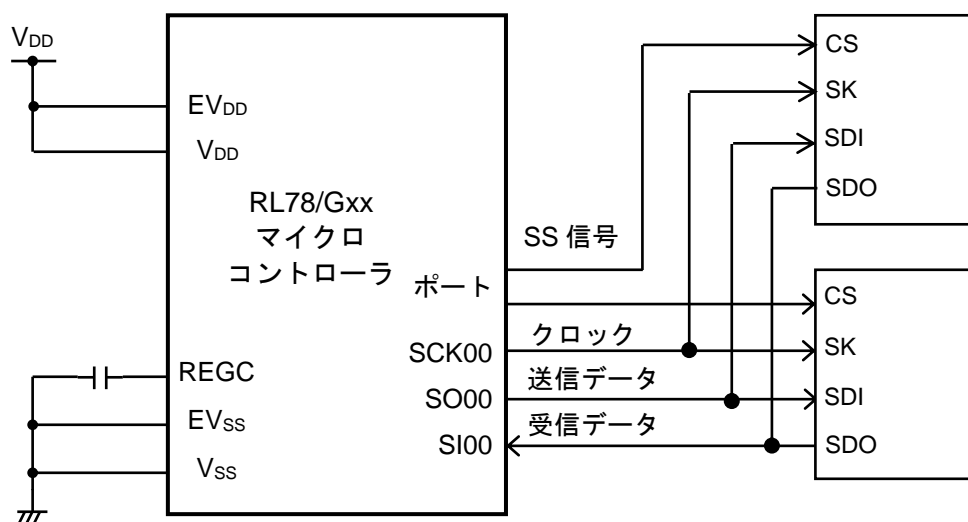 VDD
EVDD
VDD
RL78/Gxx
マイクロ
コントローラ
ポート
SCK00
SO00
SI00
REGC
EVSS
VSS
SS 信号
クロック
送信データ
受信データ
CS
SK
SDI
SDO
CS
SK
SDI
SDO